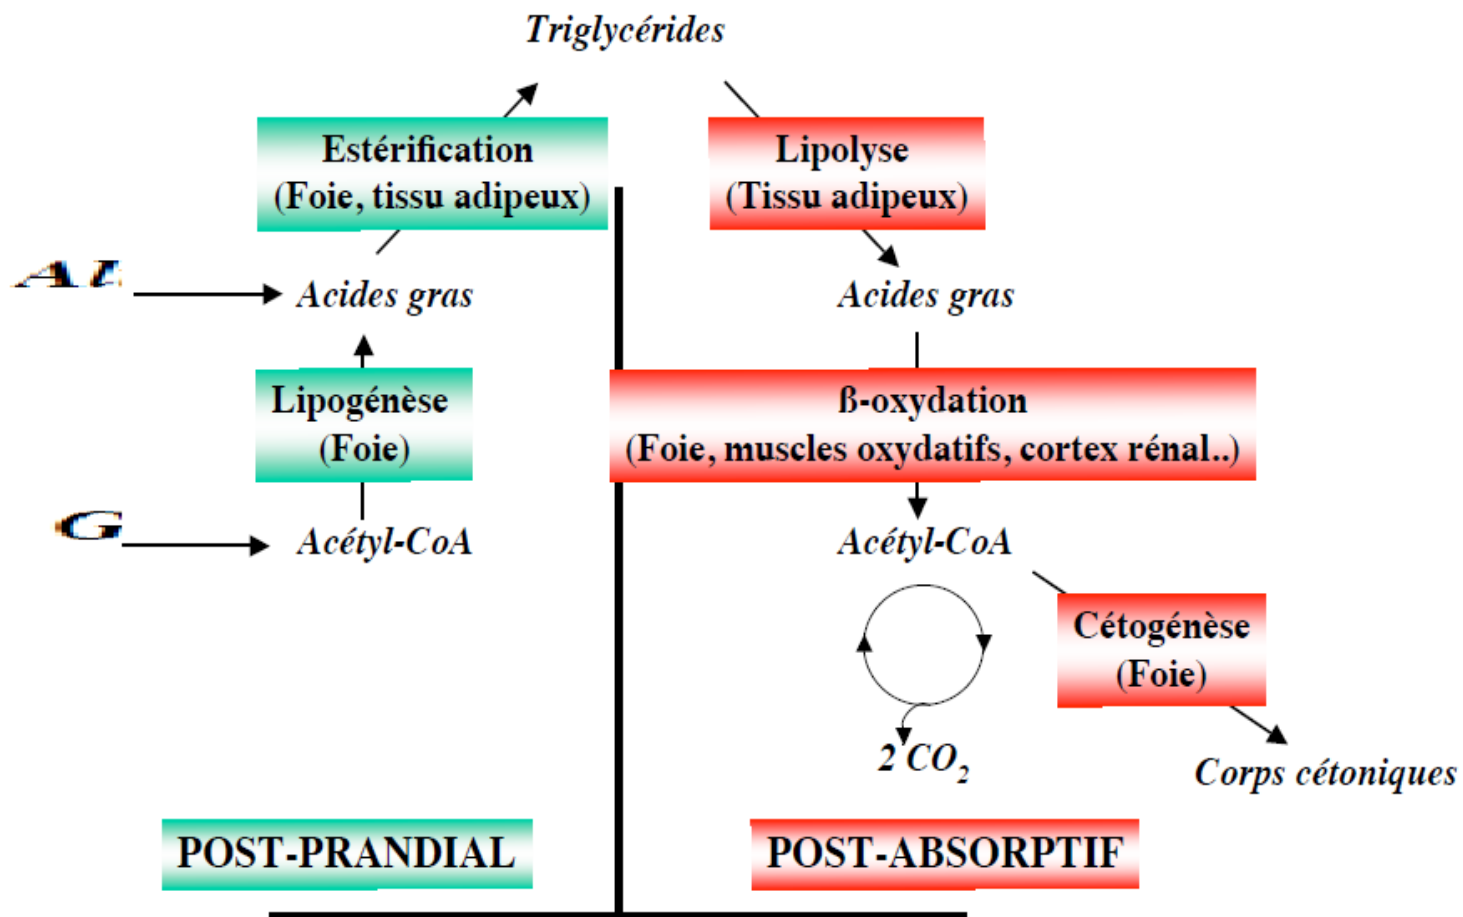 Triglycérides
Estérification
(Foie, tissu adipeux)
Lipolyse
(Tissu adipeux)
Acides gras
Acides gras
Lipogénèse
(Foie)
ß-oxydation
(Foie, muscles oxydatifs, cortex rénal..)
Acétyl-CoA
Acétyl-CoA
Cétogénèse
(Foie)
2 CO₂
Corps cétoniques
POST-PRANDIAL
POST-ABSORPTIF